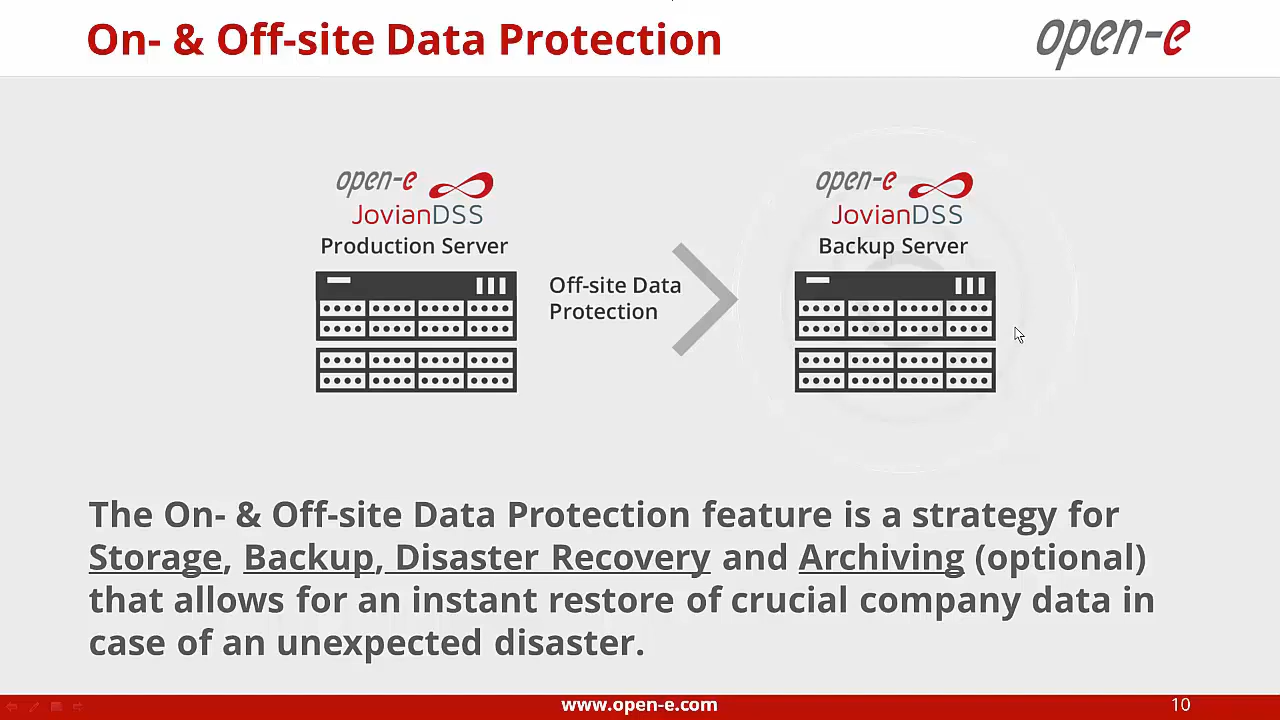 On- & Off-site Data Protection
open-e
open-e
JovianDSS
Production Server
Off-site Data
Protection
open-e
JovianDSS
Backup Server
The On- & Off-site Data Protection feature is a strategy for
Storage, Backup, Disaster Recovery and Archiving (optional)
that allows for an instant restore of crucial company data in
case of an unexpected disaster.
www.open-e.com
10